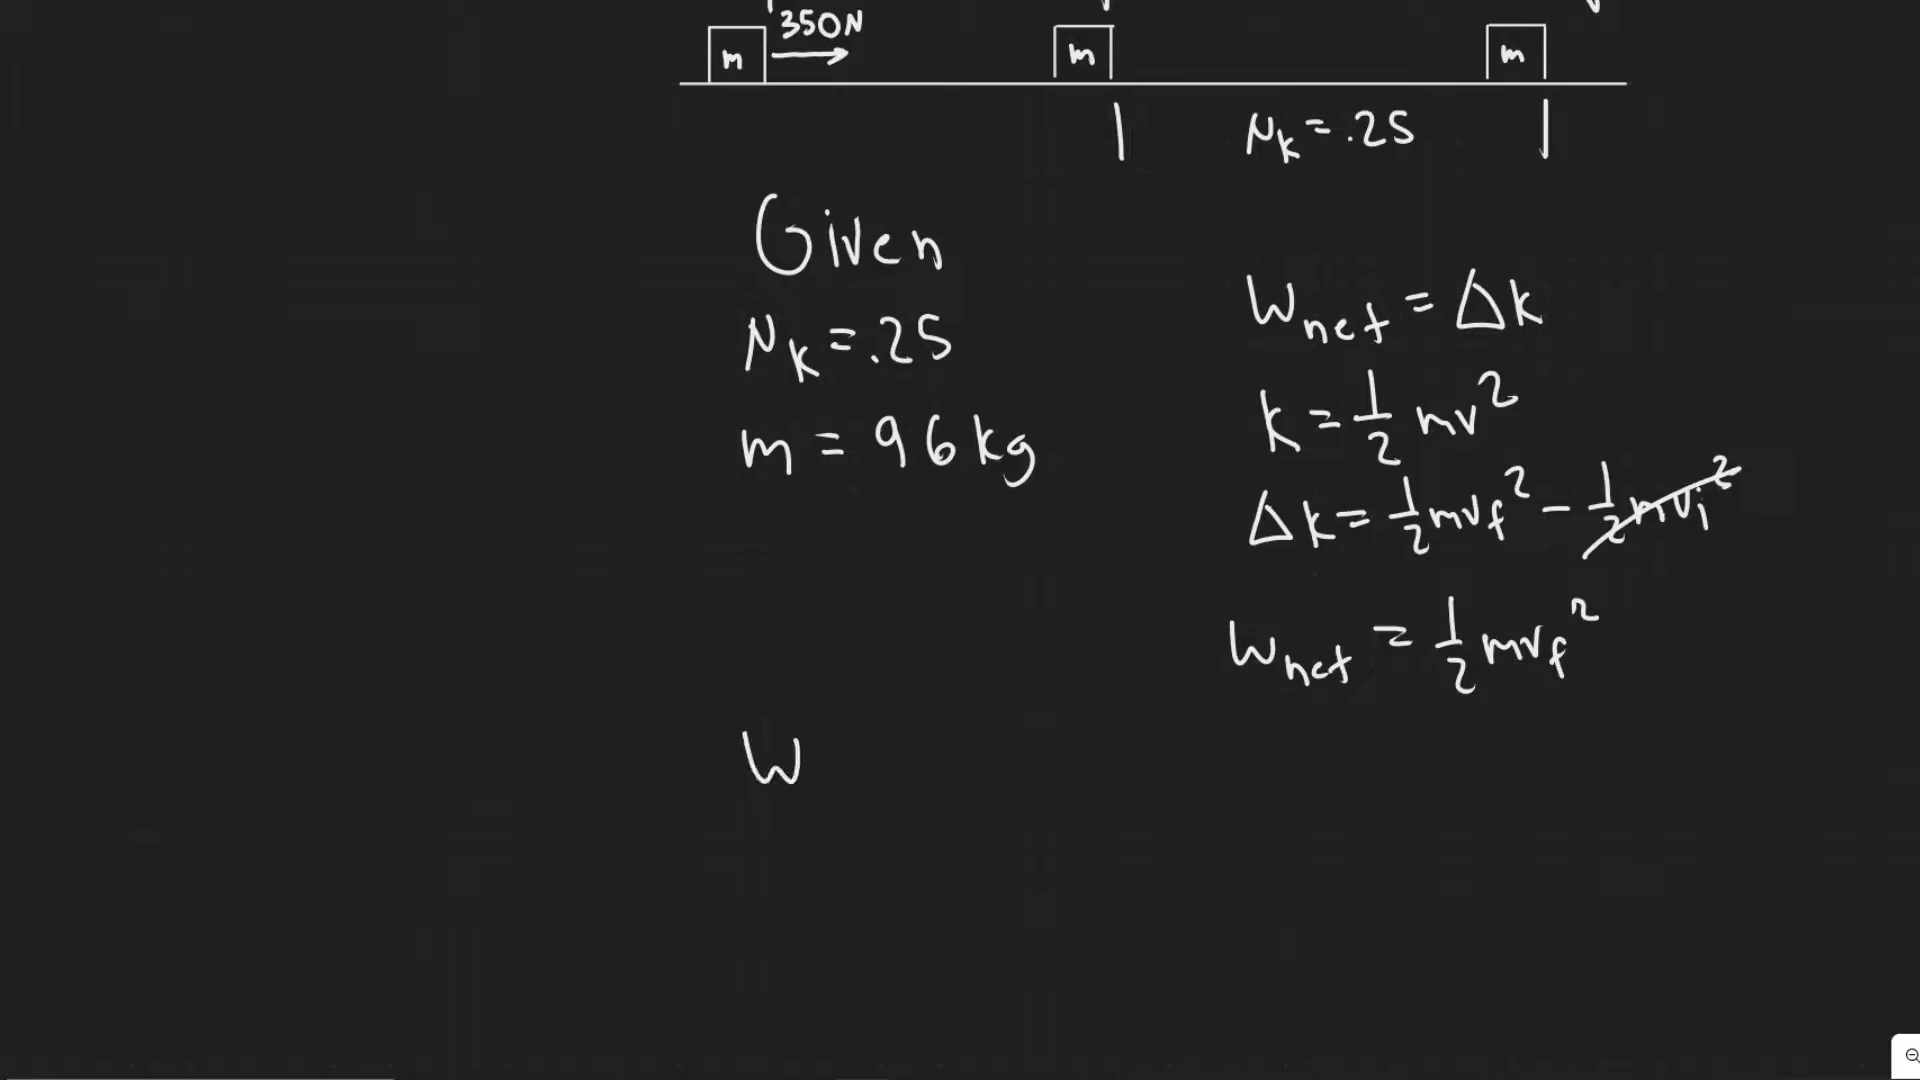 350N
m m m
μk = .25
Given
μk = .25
m = 96 kg
Wnet = Δk
k = 1/2 mv²
Δk = 1/2 mvf² - 1/2 mvi²
Wnet = 1/2 mvf²
W